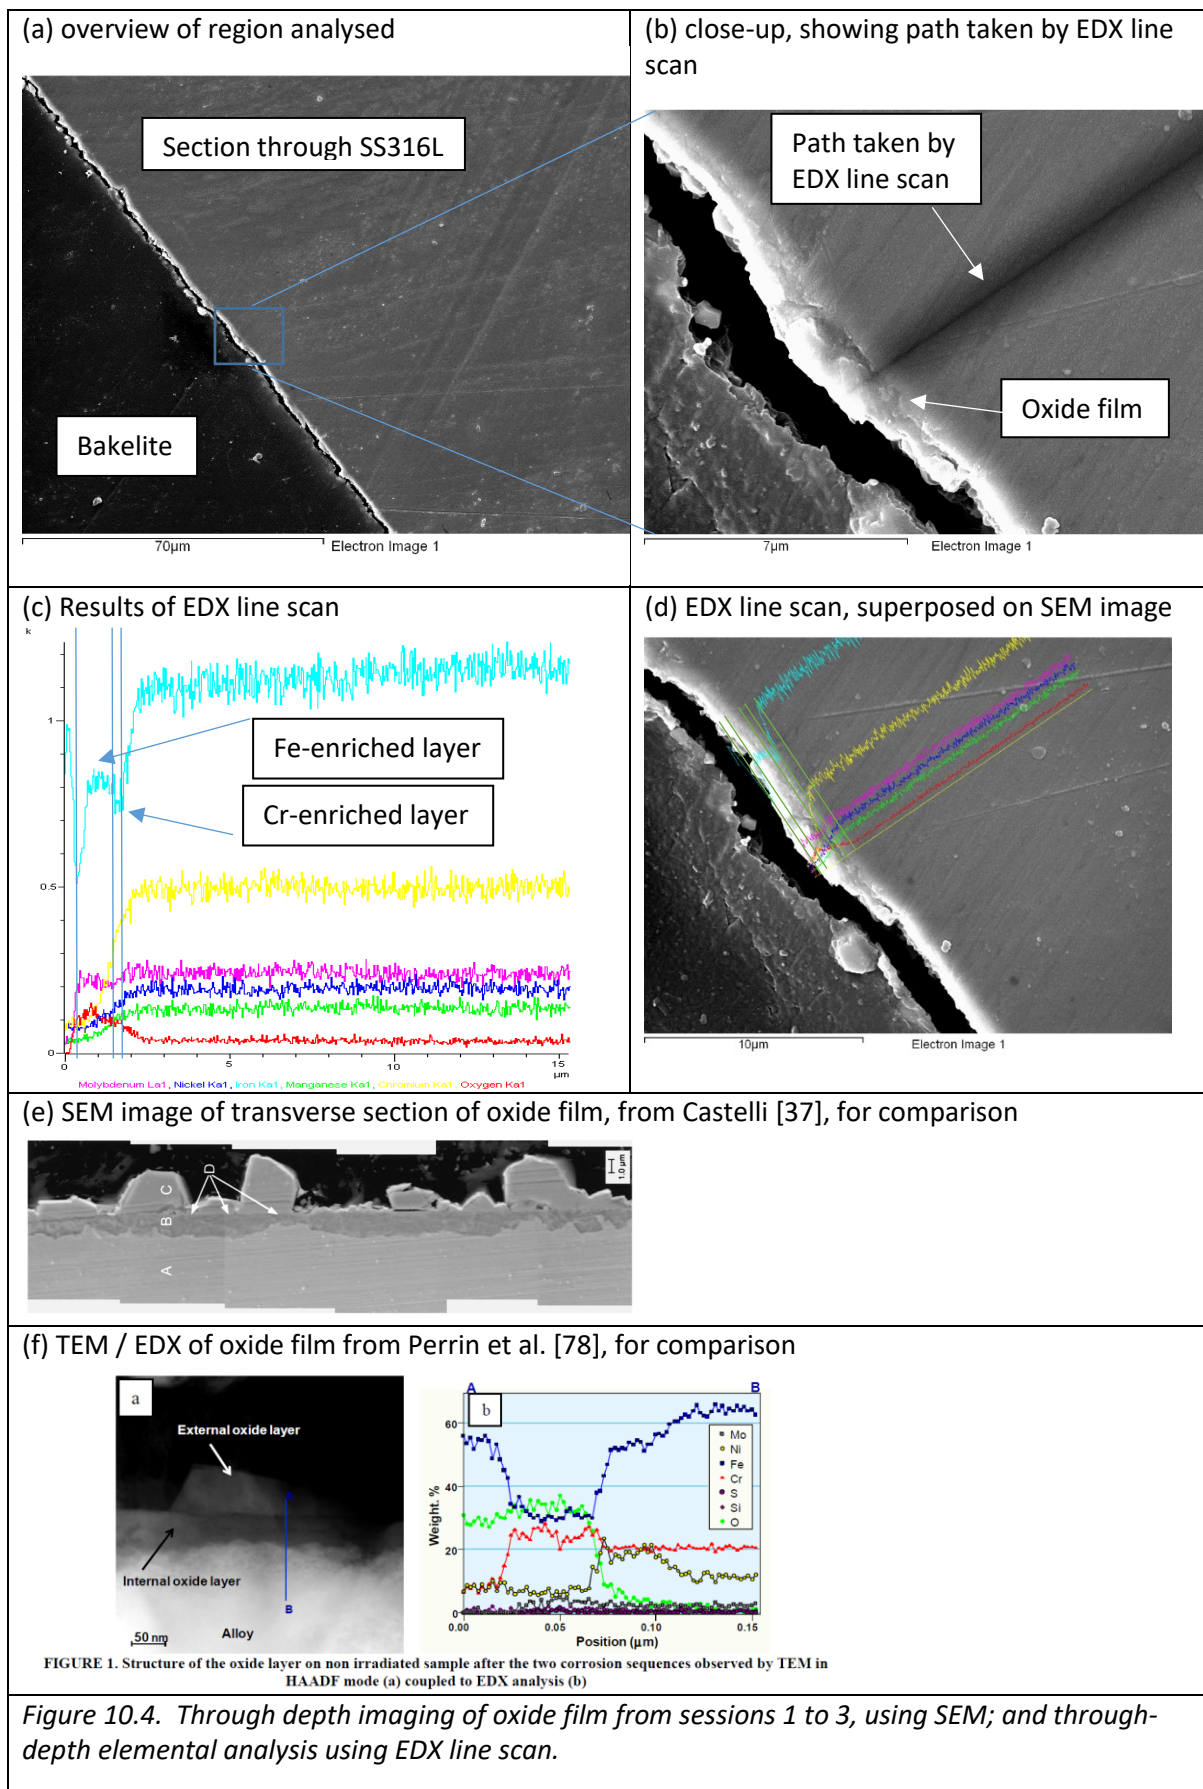 (a) overview of region analysed
Section through SS316L
Bakelite
70µm
Electron Image 1
(b) close-up, showing path taken by EDX line
scan
Path taken by
EDX line scan
Oxide film
7µm
Electron Image 1
(c) Results of EDX line scan
k
1
Fe-enriched layer
Cr-enriched layer
0.5
0
5
10
15
µm
Molybdenum La1, Nickel Ka1, Iron Ka1, Manganese Ka1, Chromium Ka1, Oxygen Ka1
(d) EDX line scan, superposed on SEM image
10µm
Electron Image 1
(e) SEM image of transverse section of oxide film, from Castelli [37], for comparison
A
B
C
D
1.0 µm
(f) TEM / EDX of oxide film from Perrin et al. [78], for comparison
a
External oxide layer
Internal oxide layer
B
50 nm
Alloy
A
B
b
60
40
20
0
Weight. %
Mo
Ni
Fe
Cr
S
Si
O
0.00
0.05
0.10
0.15
Position (µm)
FIGURE 1. Structure of the oxide layer on non irradiated sample after the two corrosion sequences observed by TEM in
HAADF mode (a) coupled to EDX analysis (b)
Figure 10.4. Through depth imaging of oxide film from sessions 1 to 3, using SEM; and through-
depth elemental analysis using EDX line scan.